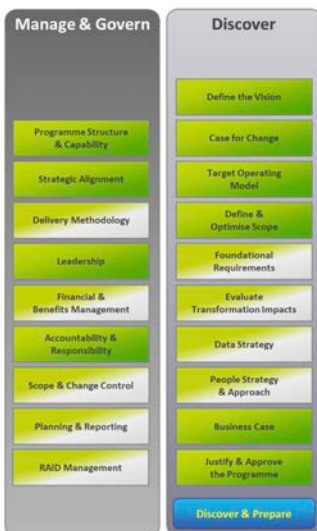 Manage & Govern
Programme Structure
& Capability
Strategic Alignment
Delivery Methodology
Leadership
Financial &
Benefits Management
Accountability &
Responsibility
Scope & Change Control
Planning & Reporting
RAID Management
Discover
Define the Vision
Case for Change
Target Operating
Model
Define &
Optimise Scope
Foundational
Requirements
Evaluate
Transformation Impacts
Data Strategy
People Strategy
& Approach
Business Case
Justify & Approve
the Programme
Discover & Prepare